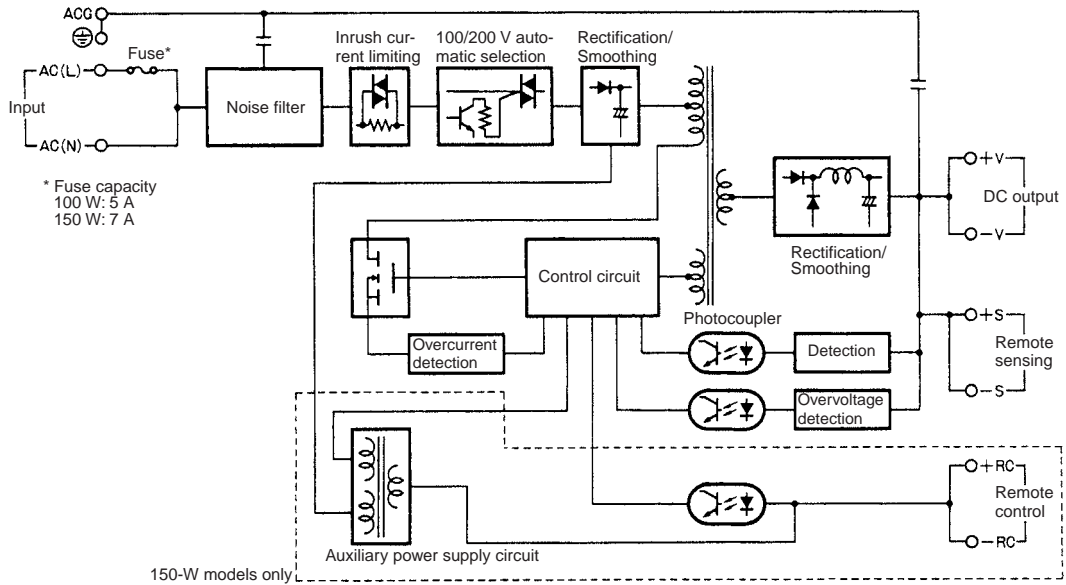 ACG
Fuse*
AC(L)
Input
AC(N)
* Fuse capacity
100 W: 5 A
150 W: 7 A
Noise filter
Inrush cur-
rent limiting
100/200 V auto-
matic selection
Rectification/
Smoothing
Rectification/
Smoothing
+V
DC output
−V
Control circuit
Overcurrent
detection
Photocoupler
Detection
Overvoltage
detection
+S
Remote
sensing
−S
Auxiliary power supply circuit
+RC
Remote
control
−RC
150-W models only